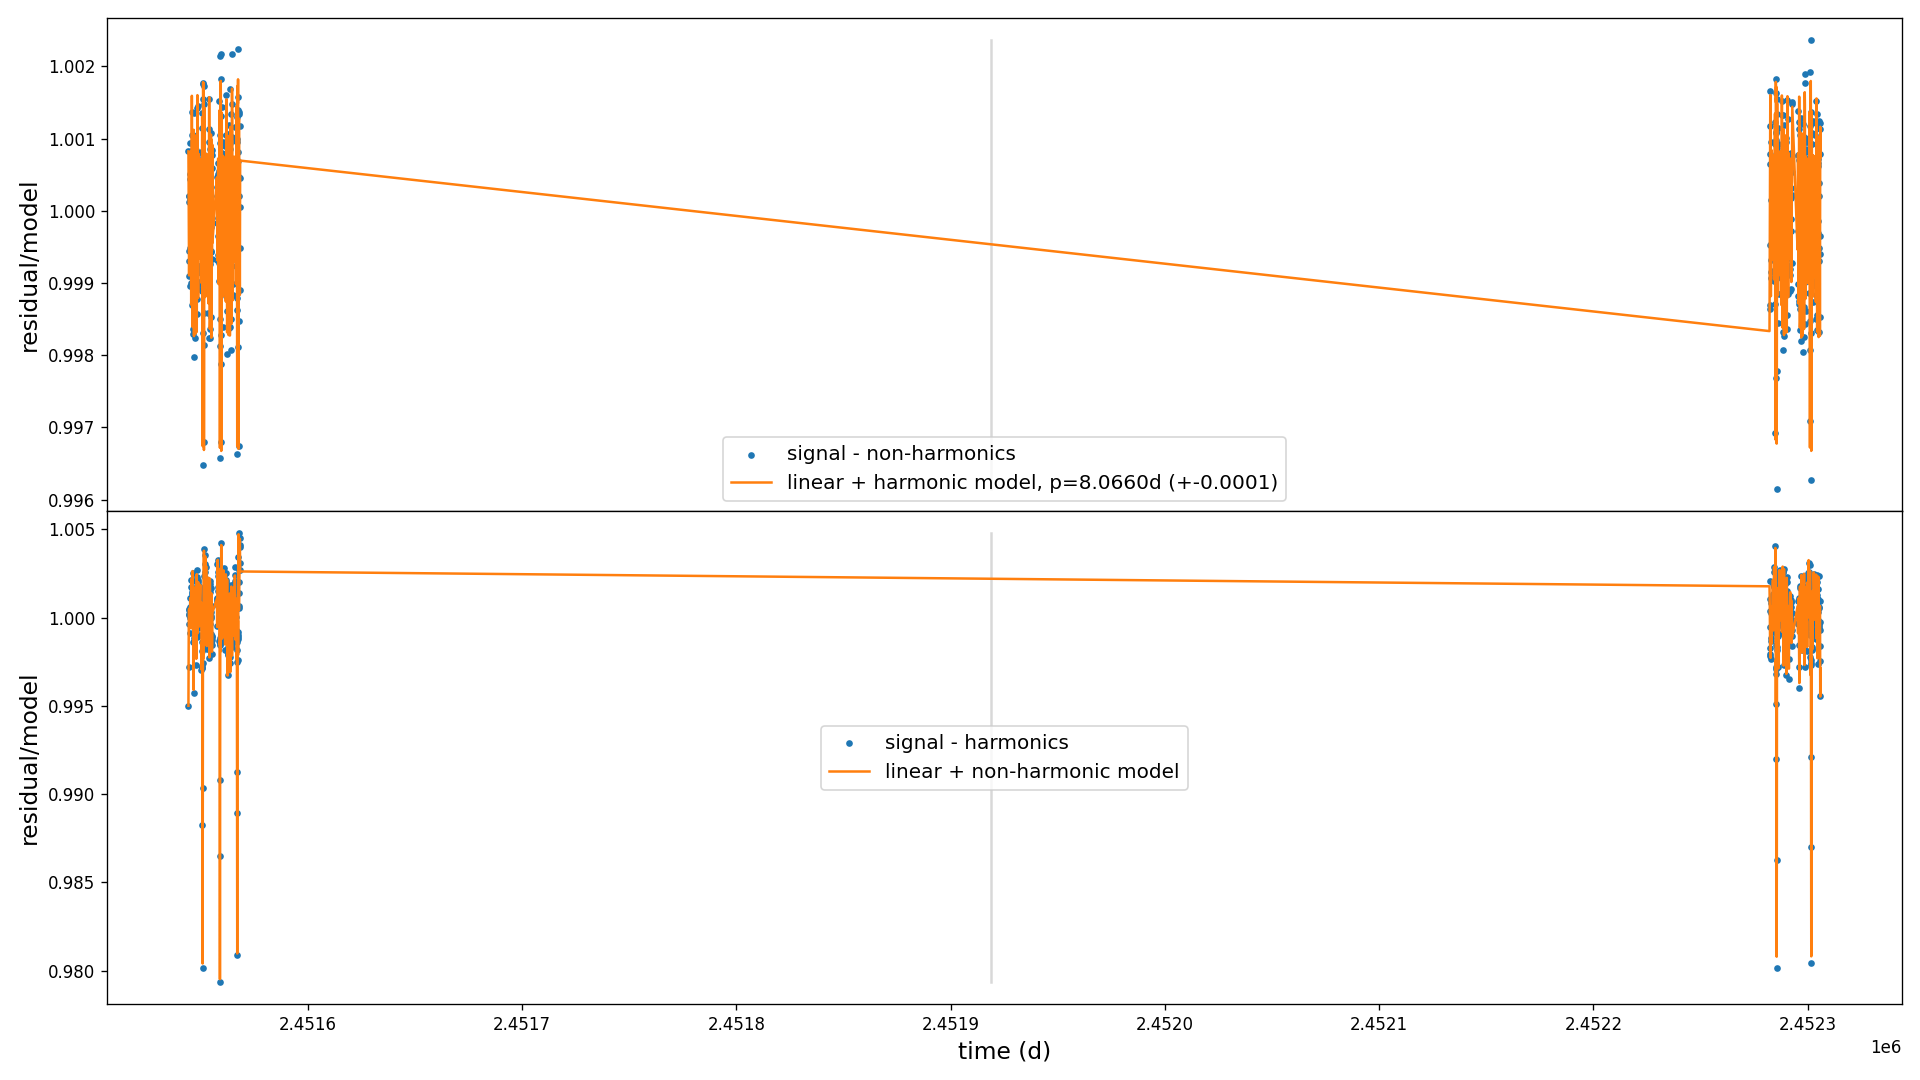 1.002
1.001
1.000
0.999
0.998
0.997
0.996
residual/model
signal - non-harmonics
linear + harmonic model, p=8.0660d (+-0.0001)
1.005
1.000
0.995
0.990
0.985
0.980
residual/model
signal - harmonics
linear + non-harmonic model
2.4516
2.4517
2.4518
2.4519
2.4520
2.4521
2.4522
2.4523
1e6
time (d)